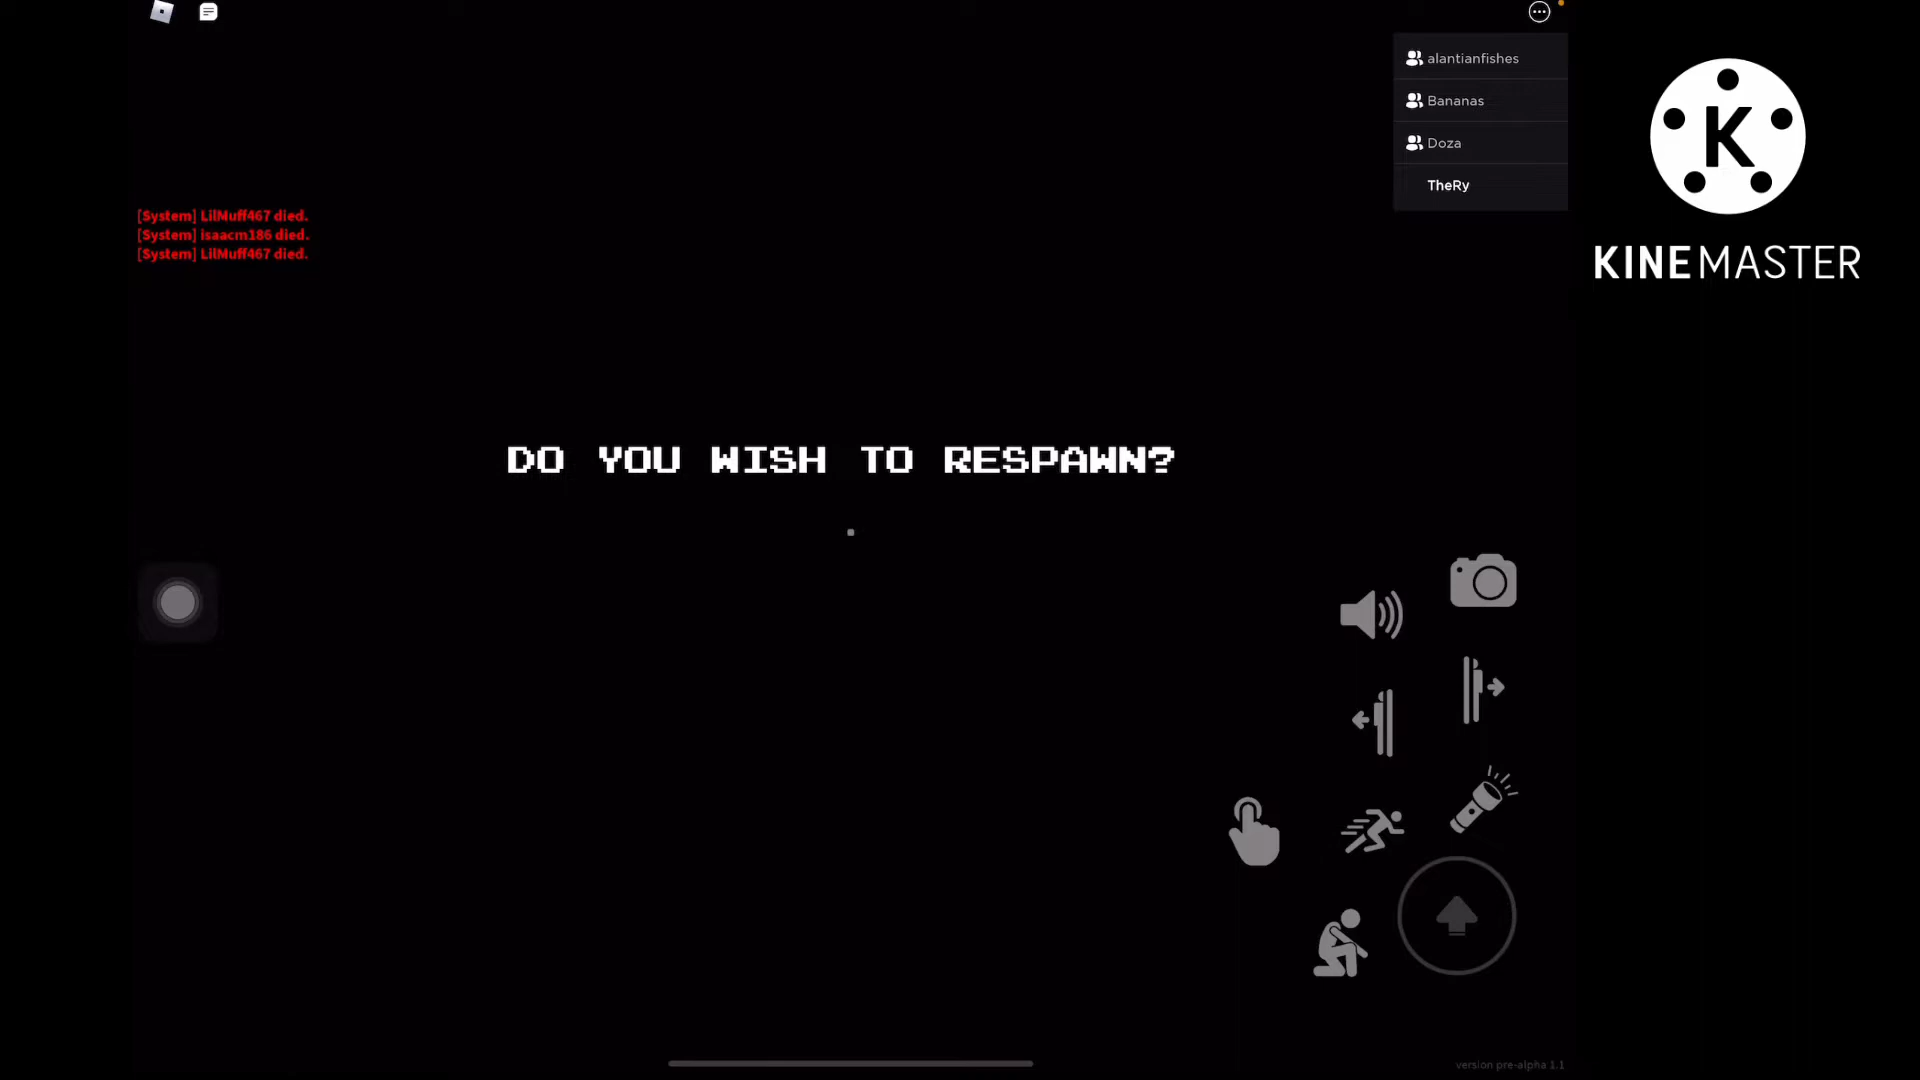 alantianfishes
Bananas
Doza
TheRy
K
KINEMASTER
[System] LilMuff467 died.
[System] isaacm186 died.
[System] LilMuff467 died.
DO YOU WISH TO RESPAWN?
version pre-alpha 1.1